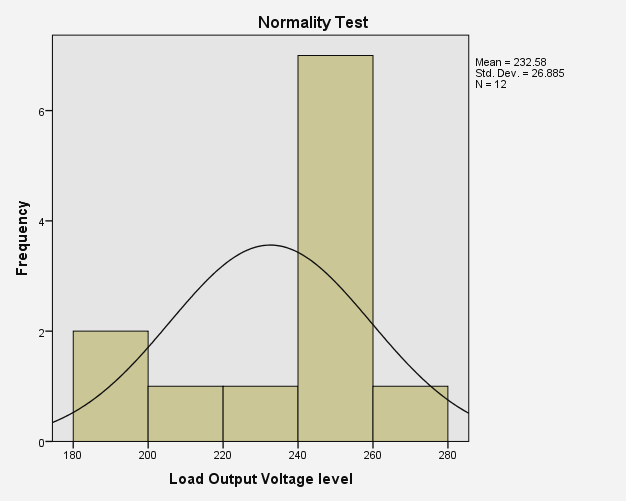 Normality Test
Mean = 232.58
Std. Dev. = 26.885
N = 12
Frequency
6
4
2
0
180 200 220 240 260 280
Load Output Voltage level